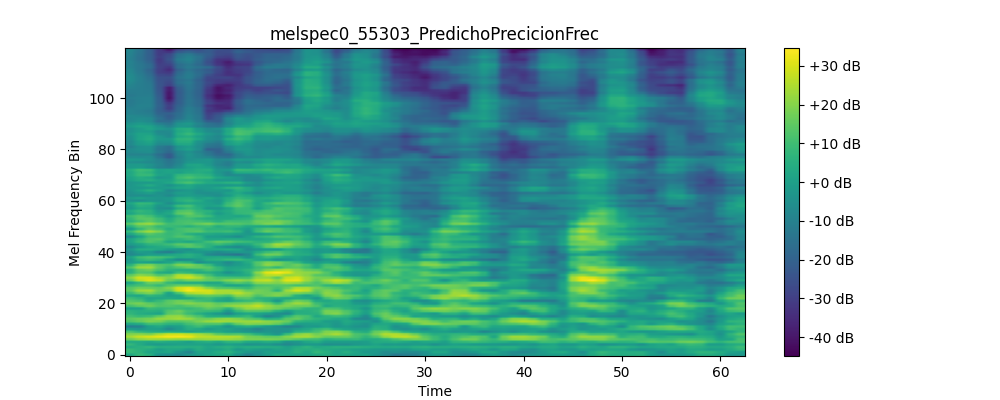 melspec0_55303_PredichoPrecicionFrec
+30 dB
+20 dB
+10 dB
+0 dB
-10 dB
-20 dB
-30 dB
-40 dB
Mel Frequency Bin
100
80
60
40
20
0
0 10 20 30 40 50 60
Time